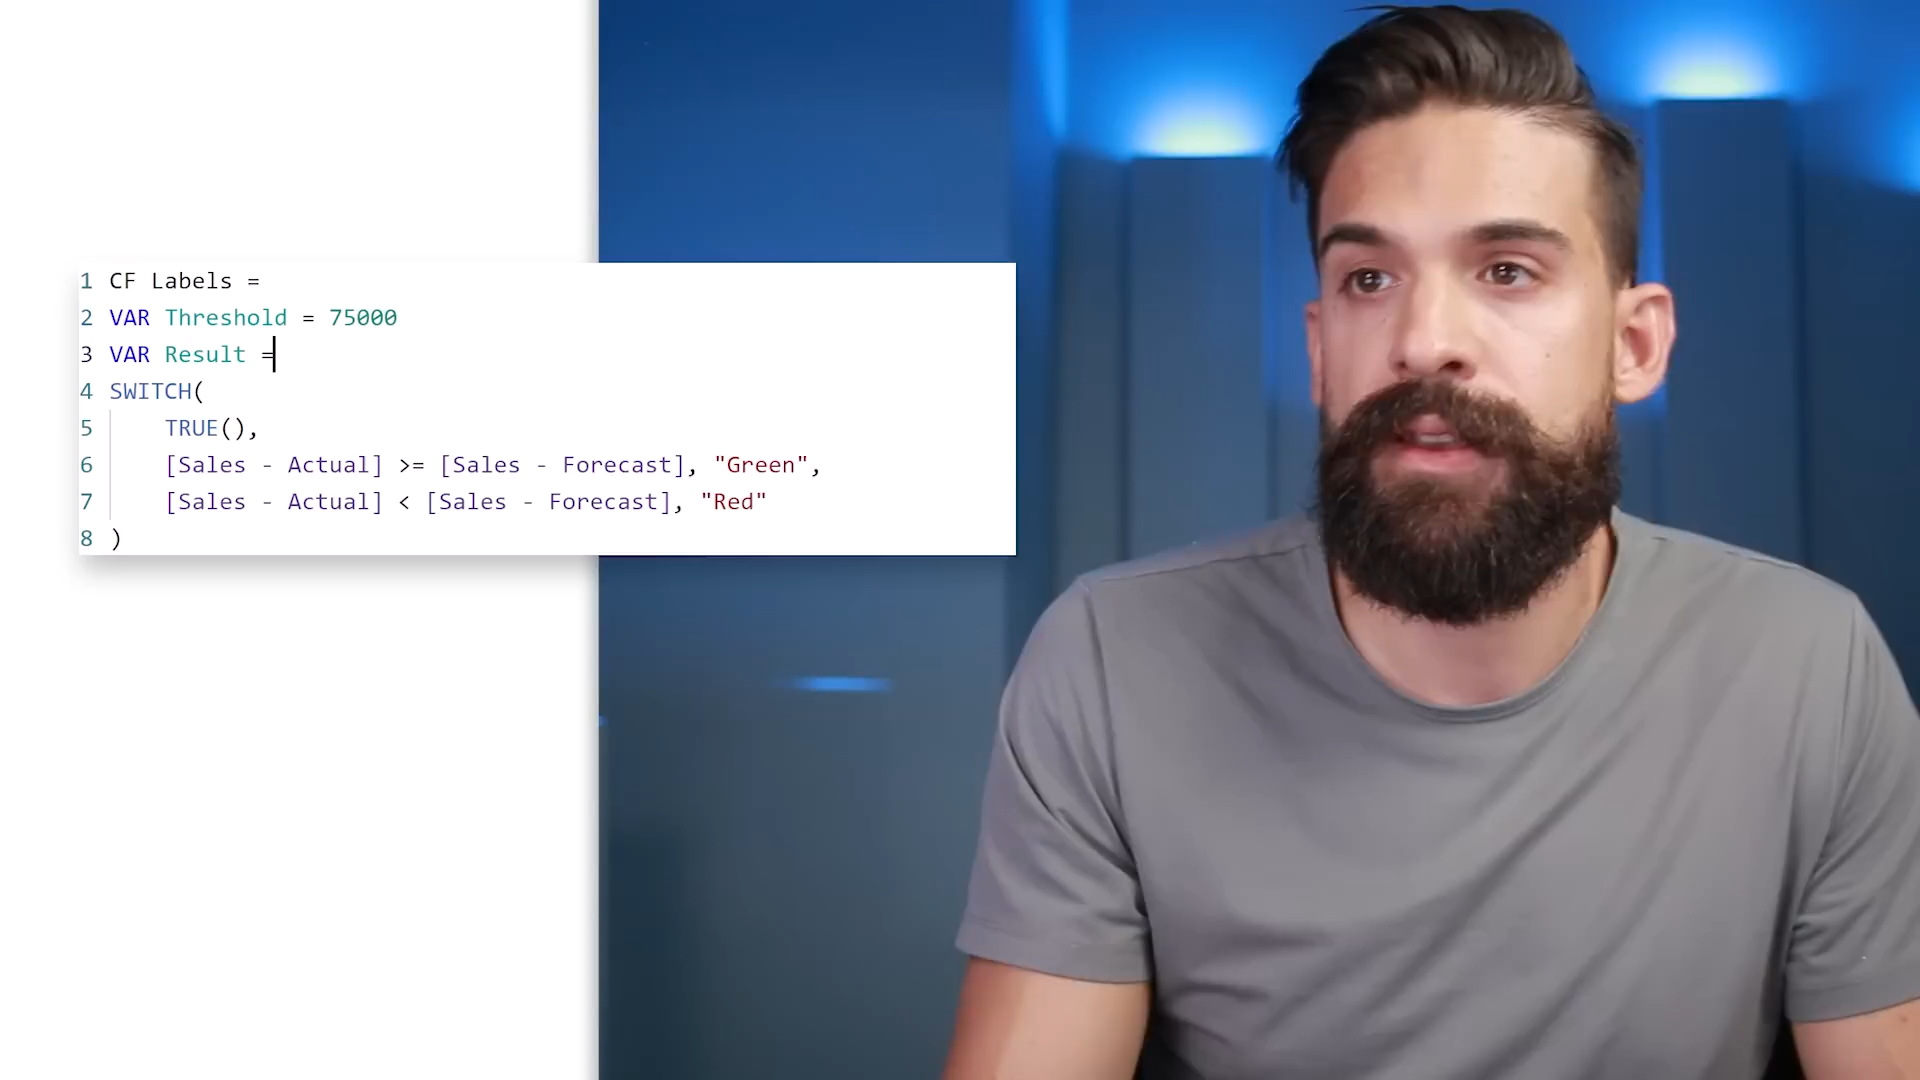 1 CF Labels =
2 VAR Threshold = 75000
3 VAR Result =
4 SWITCH(
5 TRUE(),
6 [Sales - Actual] >= [Sales - Forecast], "Green",
7 [Sales - Actual] < [Sales - Forecast], "Red"
8 )